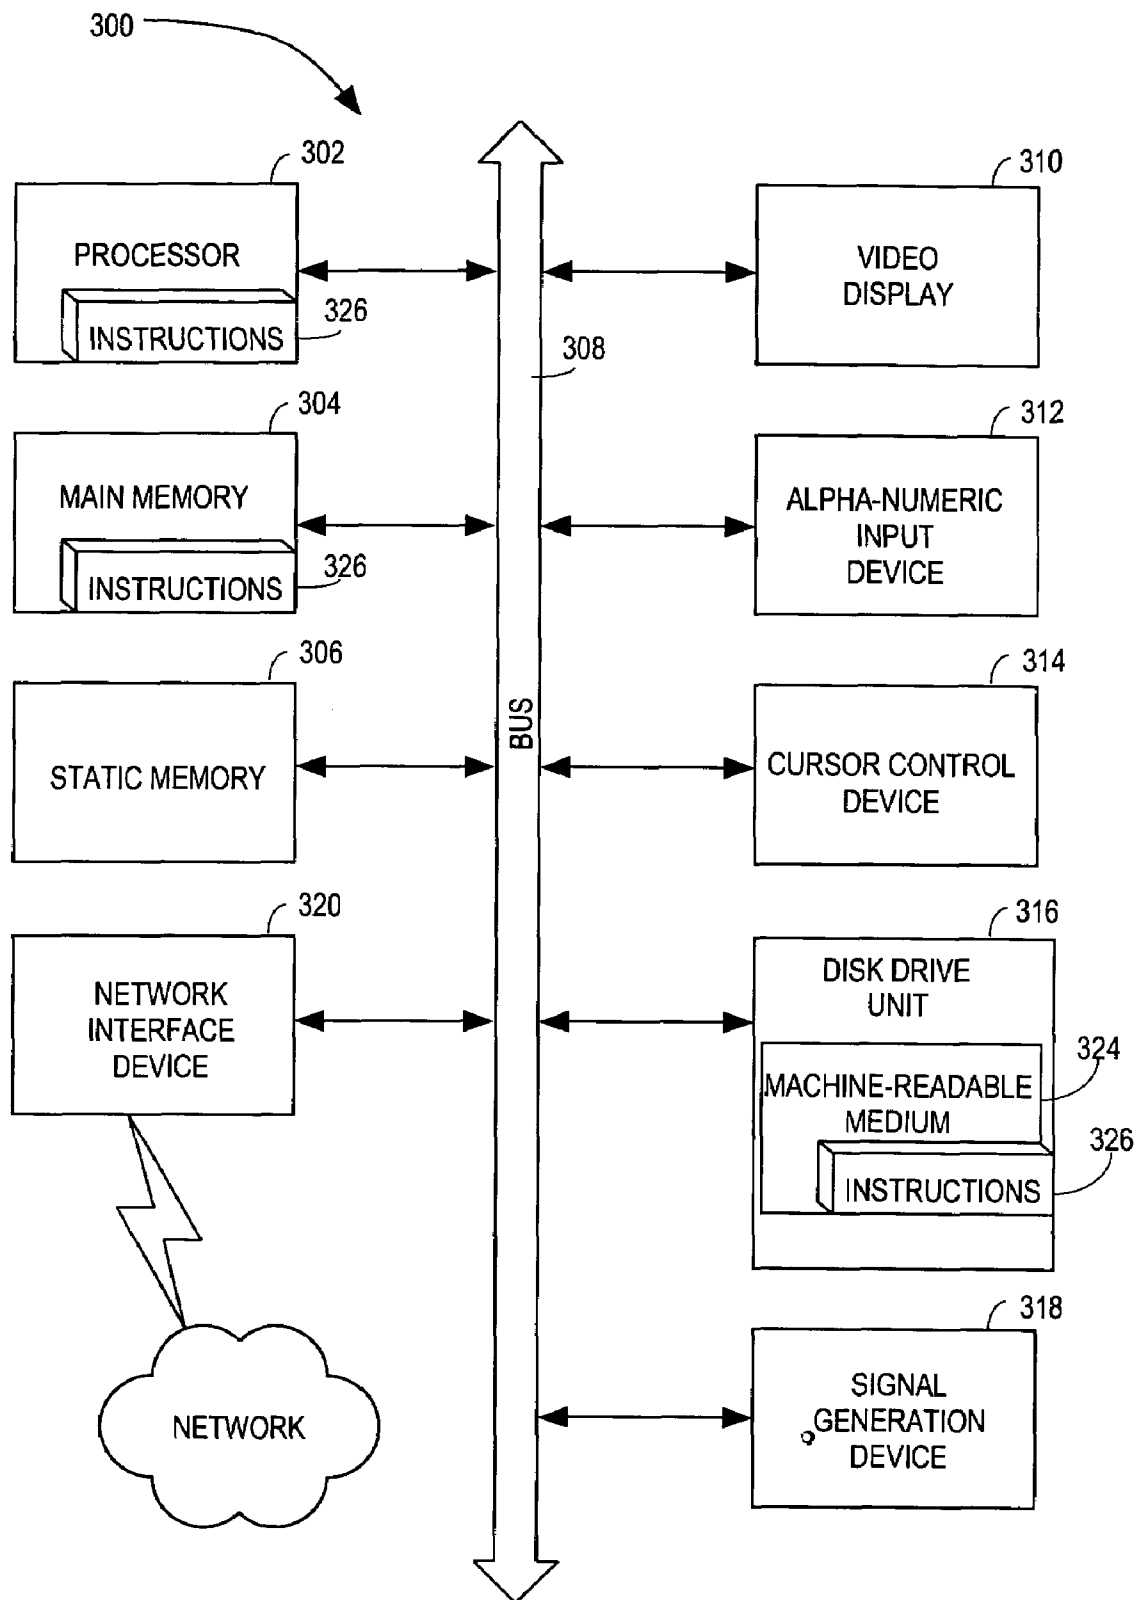 300
302
PROCESSOR
326
INSTRUCTIONS
304
MAIN MEMORY
326
INSTRUCTIONS
306
STATIC MEMORY
320
NETWORK
INTERFACE
DEVICE
NETWORK
308
BUS
310
VIDEO
DISPLAY
312
ALPHA-NUMERIC
INPUT
DEVICE
314
CURSOR CONTROL
DEVICE
316
DISK DRIVE
UNIT
324
MACHINE-READABLE
MEDIUM
326
INSTRUCTIONS
318
SIGNAL
GENERATION
DEVICE